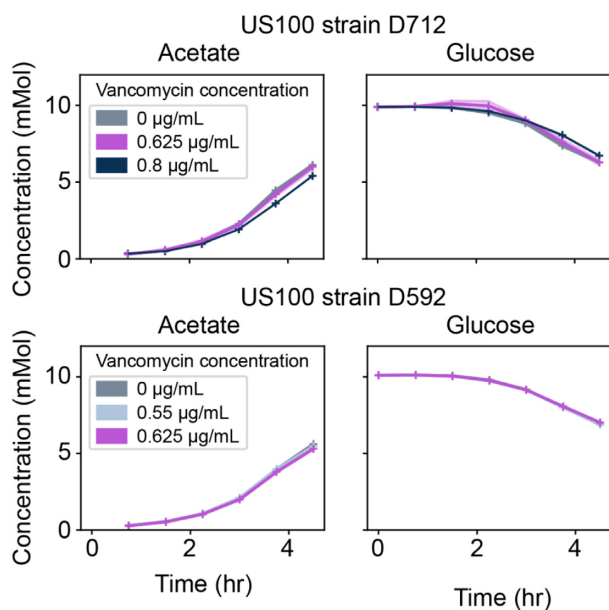 US100 strain D712
Acetate
Glucose
Concentration (mMol)
10
5
0
Vancomycin concentration
0 µg/mL
0.625 µg/mL
0.8 µg/mL
US100 strain D592
Acetate
Glucose
Concentration (mMol)
10
5
0
Vancomycin concentration
0 µg/mL
0.55 µg/mL
0.625 µg/mL
0 2 4
0 2 4
Time (hr)
Time (hr)